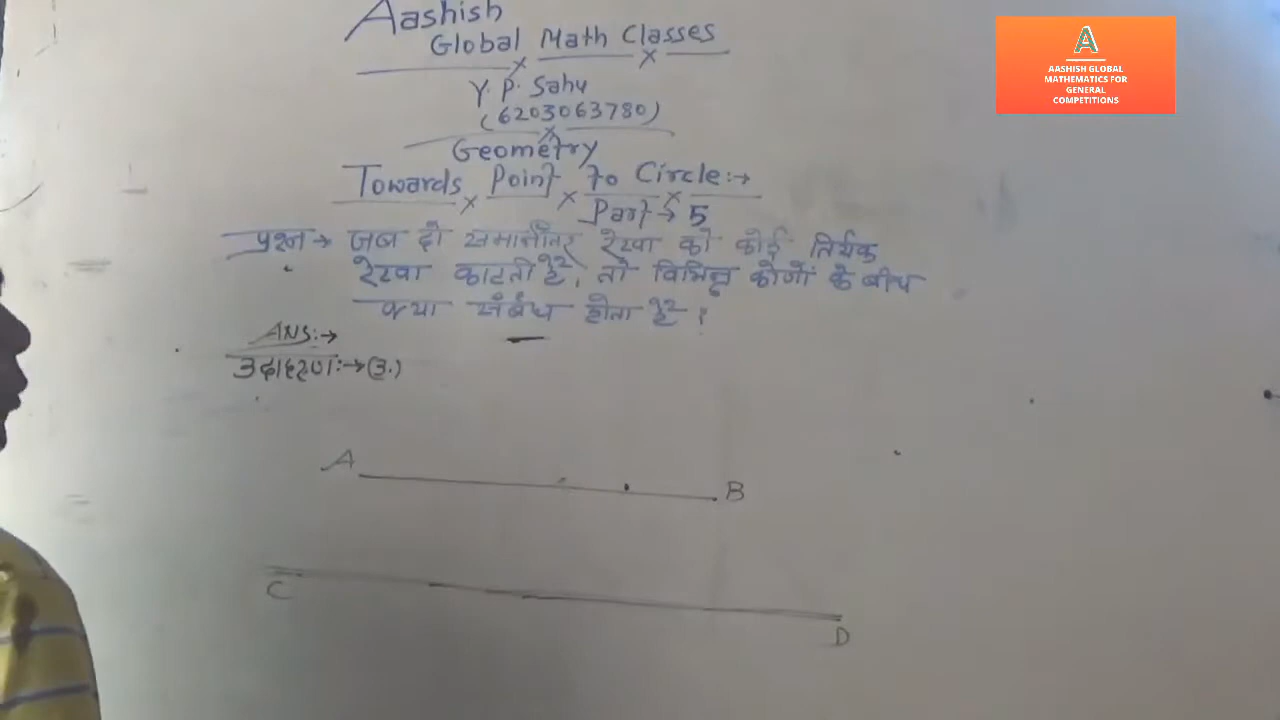 Aashish
Global Math Classes
Y. P. Sahu
(6203063780)
Geometry
Towards Point to Circle:→
Part → 5
प्रश्न → जब दो समानांतर रेखा को कोई तिर्यक
रेखा काटती है, तो विभिन्न कोणों के बीच
क्या संबंध होता है?
ANS:→
उदाहरण:→(3.)
A
B
C
D
A
AASHISH GLOBAL
MATHEMATICS FOR
GENERAL
COMPETITIONS